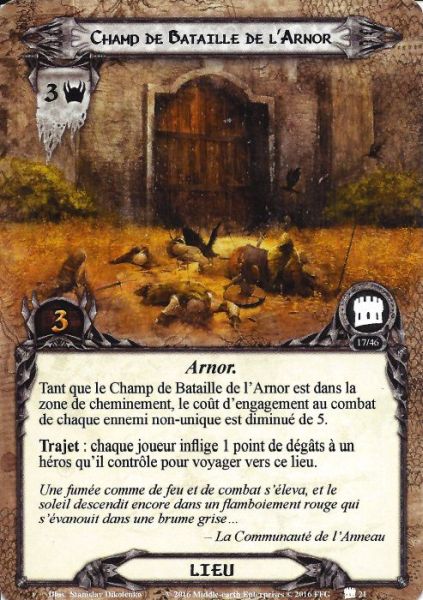 Champ de Bataille de l'Arnor
3
3
17/46
Arnor.
Tant que le Champ de Bataille de l'Arnor est dans la
zone de cheminement, le coût d'engagement au combat
de chaque ennemi non-unique est diminué de 5.
Trajet : chaque joueur inflige 1 point de dégâts à un
héros qu'il contrôle pour voyager vers ce lieu.
Une fumée comme de feu et de combat s'éleva, et le
soleil descendit encore dans un flamboiement rouge qui
s'évanouit dans une brume grise…
– La Communauté de l'Anneau
LIEU
Illus. Stanislav Dikolenko © 2016 Middle-earth Enterprises © 2016 FFG 21